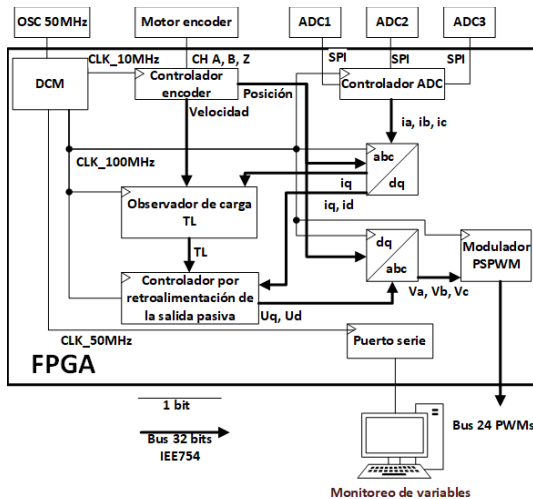 OSC 50MHz
Motor encoder
ADC1
ADC2
ADC3
CLK_10MHz
CH A, B, Z
SPI
SPI
SPI
DCM
Controlador
encoder
Posición
Controlador ADC
Velocidad
ia, ib, ic
CLK_100MHz
abc
dq
iq
iq, id
Observador de carga
TL
TL
dq
abc
Modulador
PSPWM
Controlador por
retroalimentación de
la salida pasiva
Uq, Ud
Va, Vb, Vc
CLK_50MHz
Puerto serie
FPGA
1 bit
Bus 32 bits
IEE754
Bus 24 PWMs
Monitoreo de variables